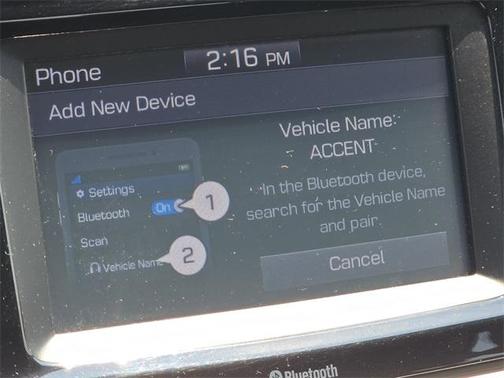 2:16 PM
Phone
Add New Device
Settings
Bluetooth On 1
Scan
Vehicle Name 2
Vehicle Name:
ACCENT
In the Bluetooth device,
search for the Vehicle Name
and pair.
Cancel
Bluetooth